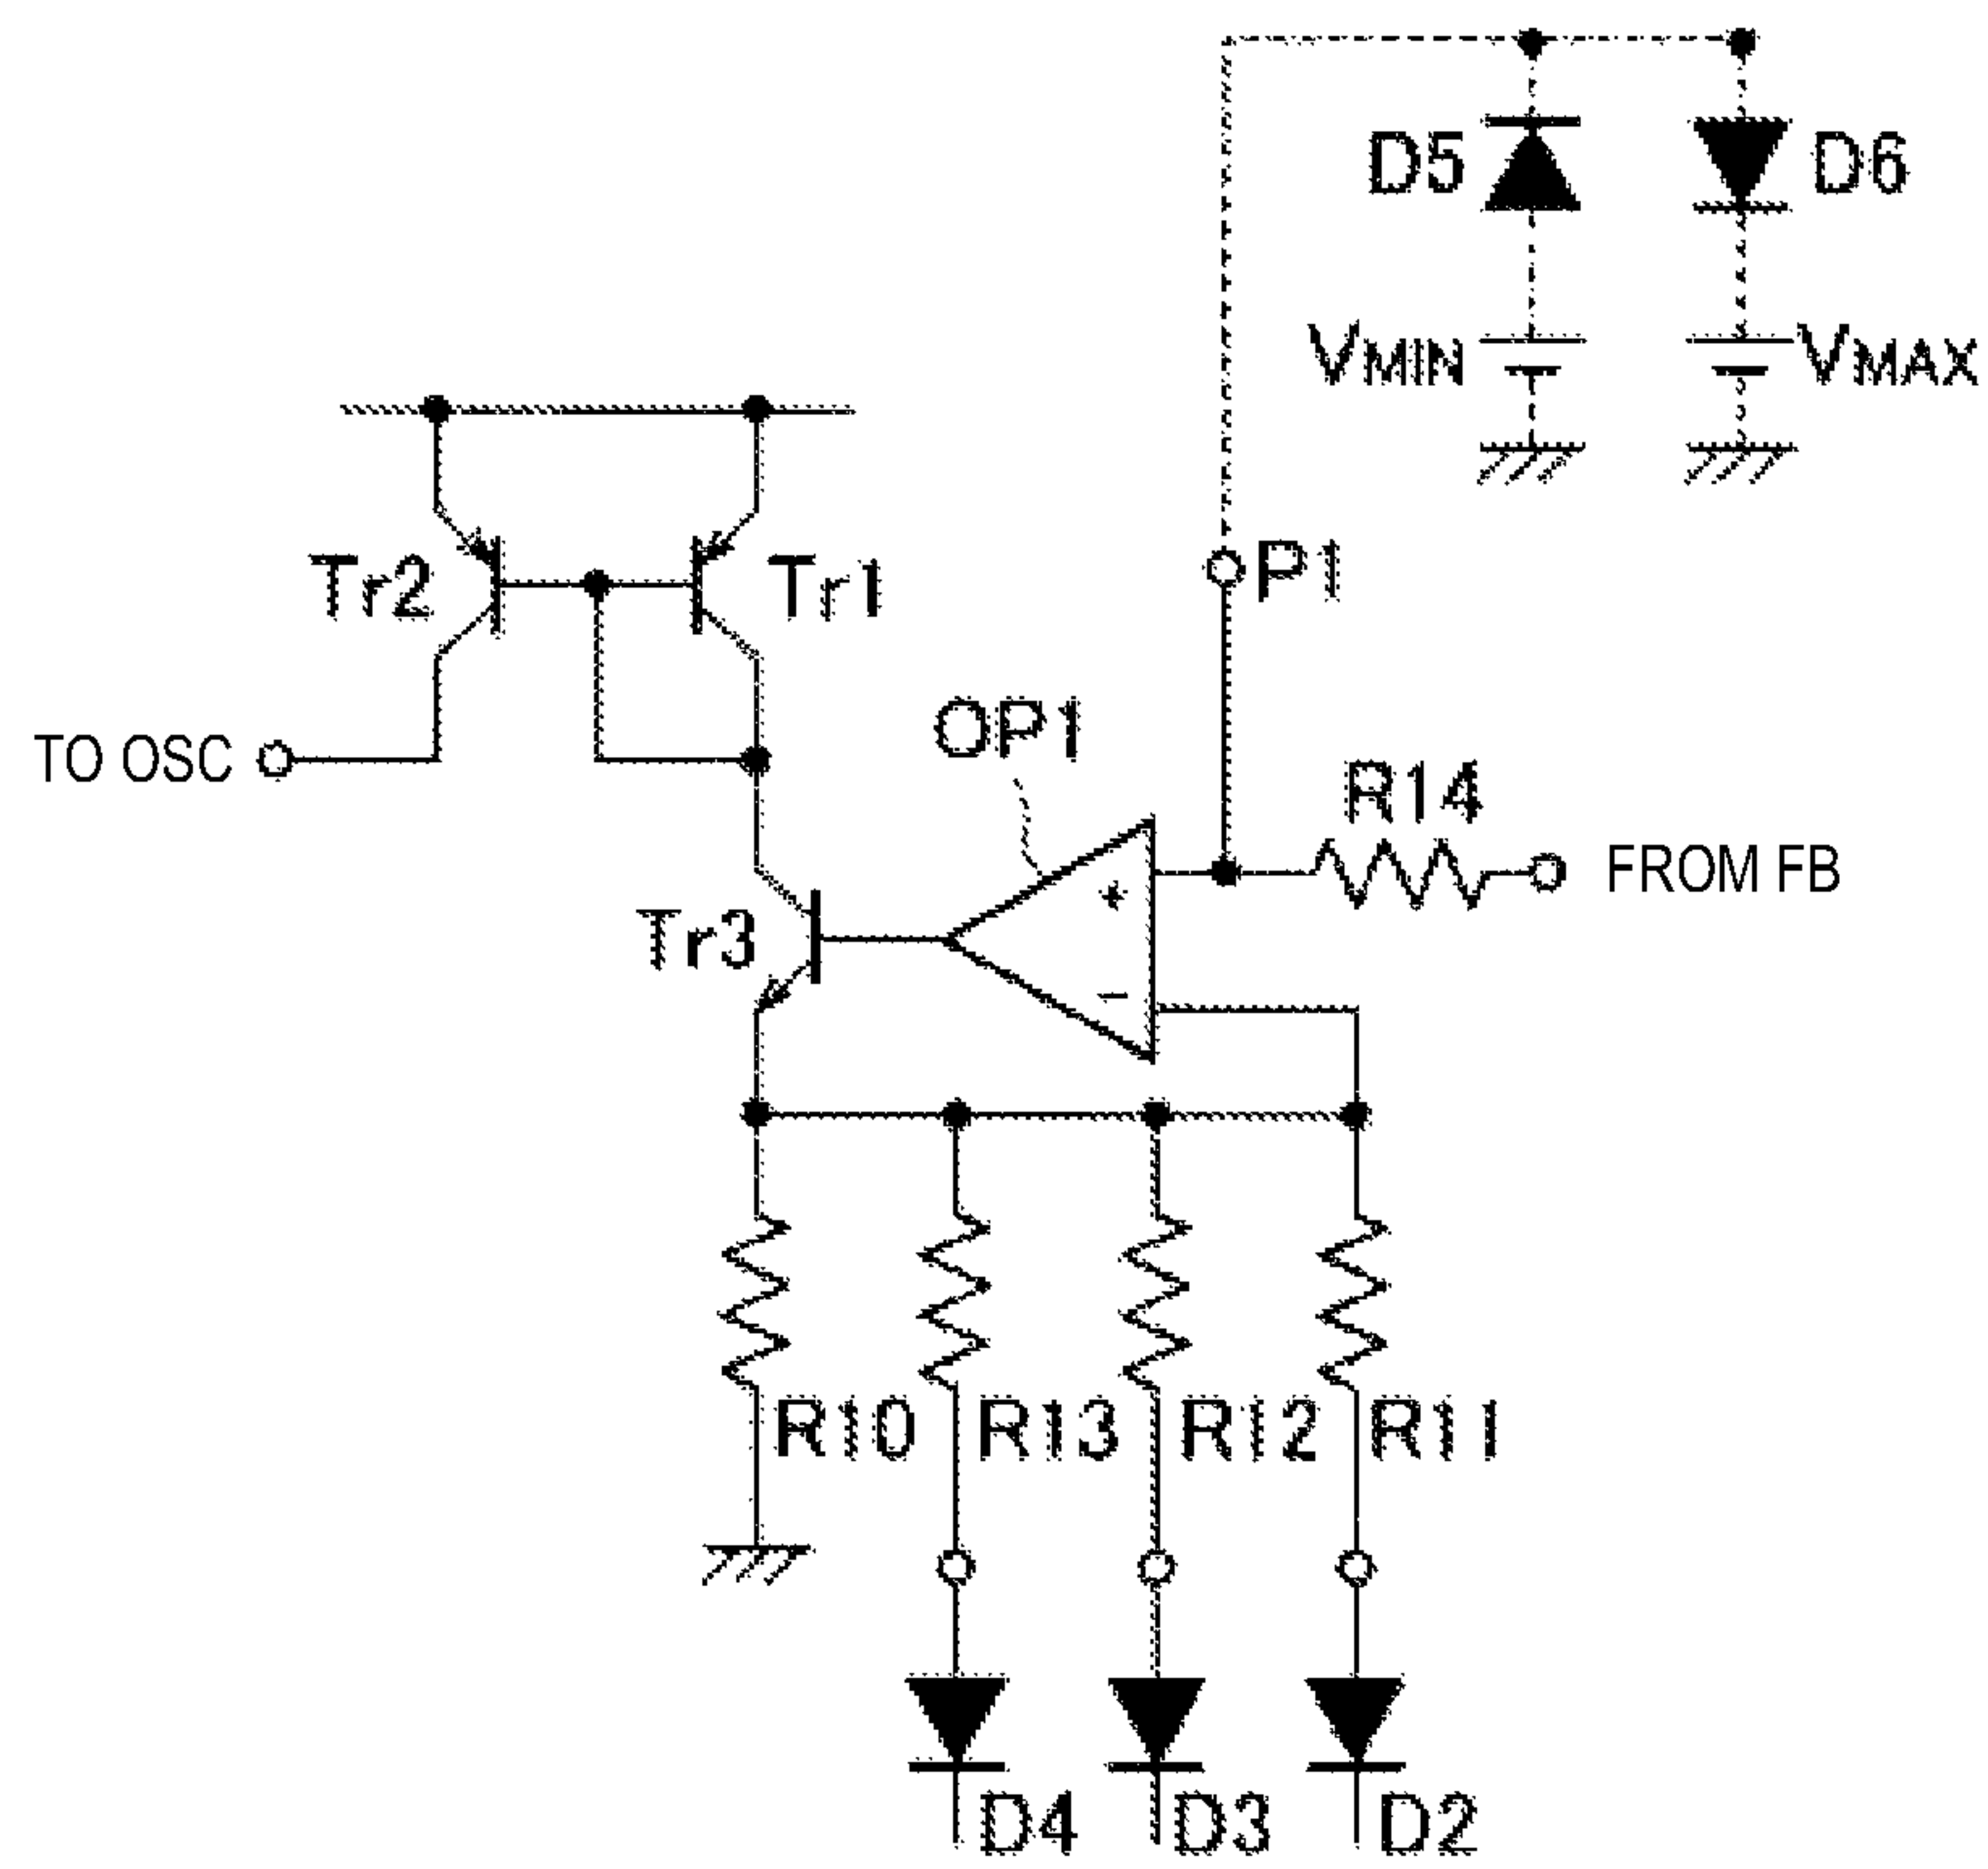 D5
D6
VMIN
VMAX
Tr2
Tr1
P1
OP1
TO OSC
R14
FROM FB
+
Tr3
−
R10
R13
R12
R11
D4
D3
D2